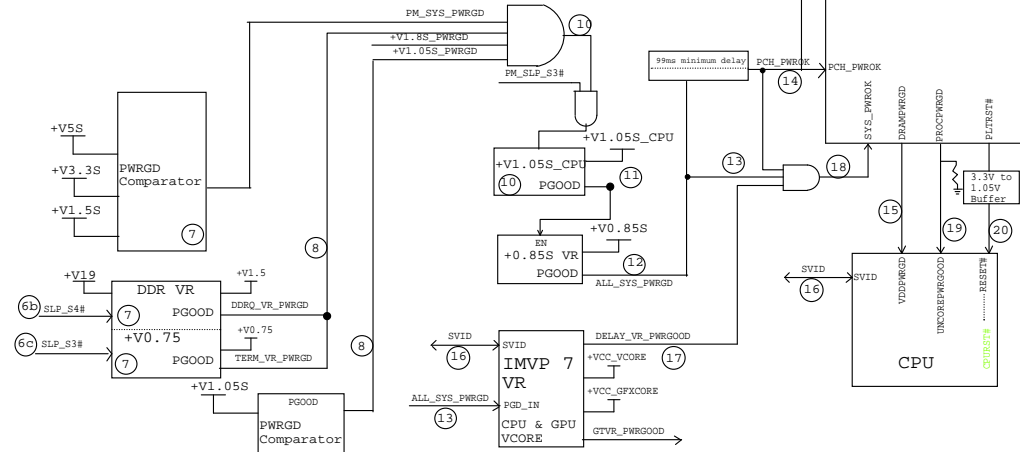 PM_SYS_PWRGD
+V1.8S_PWRGD
+V1.05S_PWRGD
10
PM_SLP_S3#
99ms minimum delay
PCH_PWROK
14
PCH_PWROK
SYS_PWROK
DRAMPWRGD
PROCPWRGD
PLTRST#
+V5S
+V3.3S
+V1.5S
PWRGD
Comparator
7
+V1.05S_CPU
+V1.05S_CPU
10
PGOOD
11
13
18
3.3V to
1.05V
Buffer
15
19
20
8
EN
+0.85S VR
PGOOD
+V0.85S
12
ALL_SYS_PWRGD
+V19
6b
SLP_S4#
6c
SLP_S3#
DDR VR
7
PGOOD
+V0.75
7
PGOOD
+V1.5
DDRQ_VR_PWRGD
+V0.75
TERM_VR_PWRGD
8
+V1.05S
PGOOD
PWRGD
Comparator
SVID
16
ALL_SYS_PWRGD
13
SVID
IMVP 7
VR
PGD_IN
CPU & GPU
VCORE
DELAY_VR_PWRGOOD
17
+VCC_VCORE
+VCC_GFXCORE
GTVR_PWRGOOD
SVID
16
SVID
VDDPWRGD
UNCOREPWRGOOD
CPURST# ........RESET#
CPU